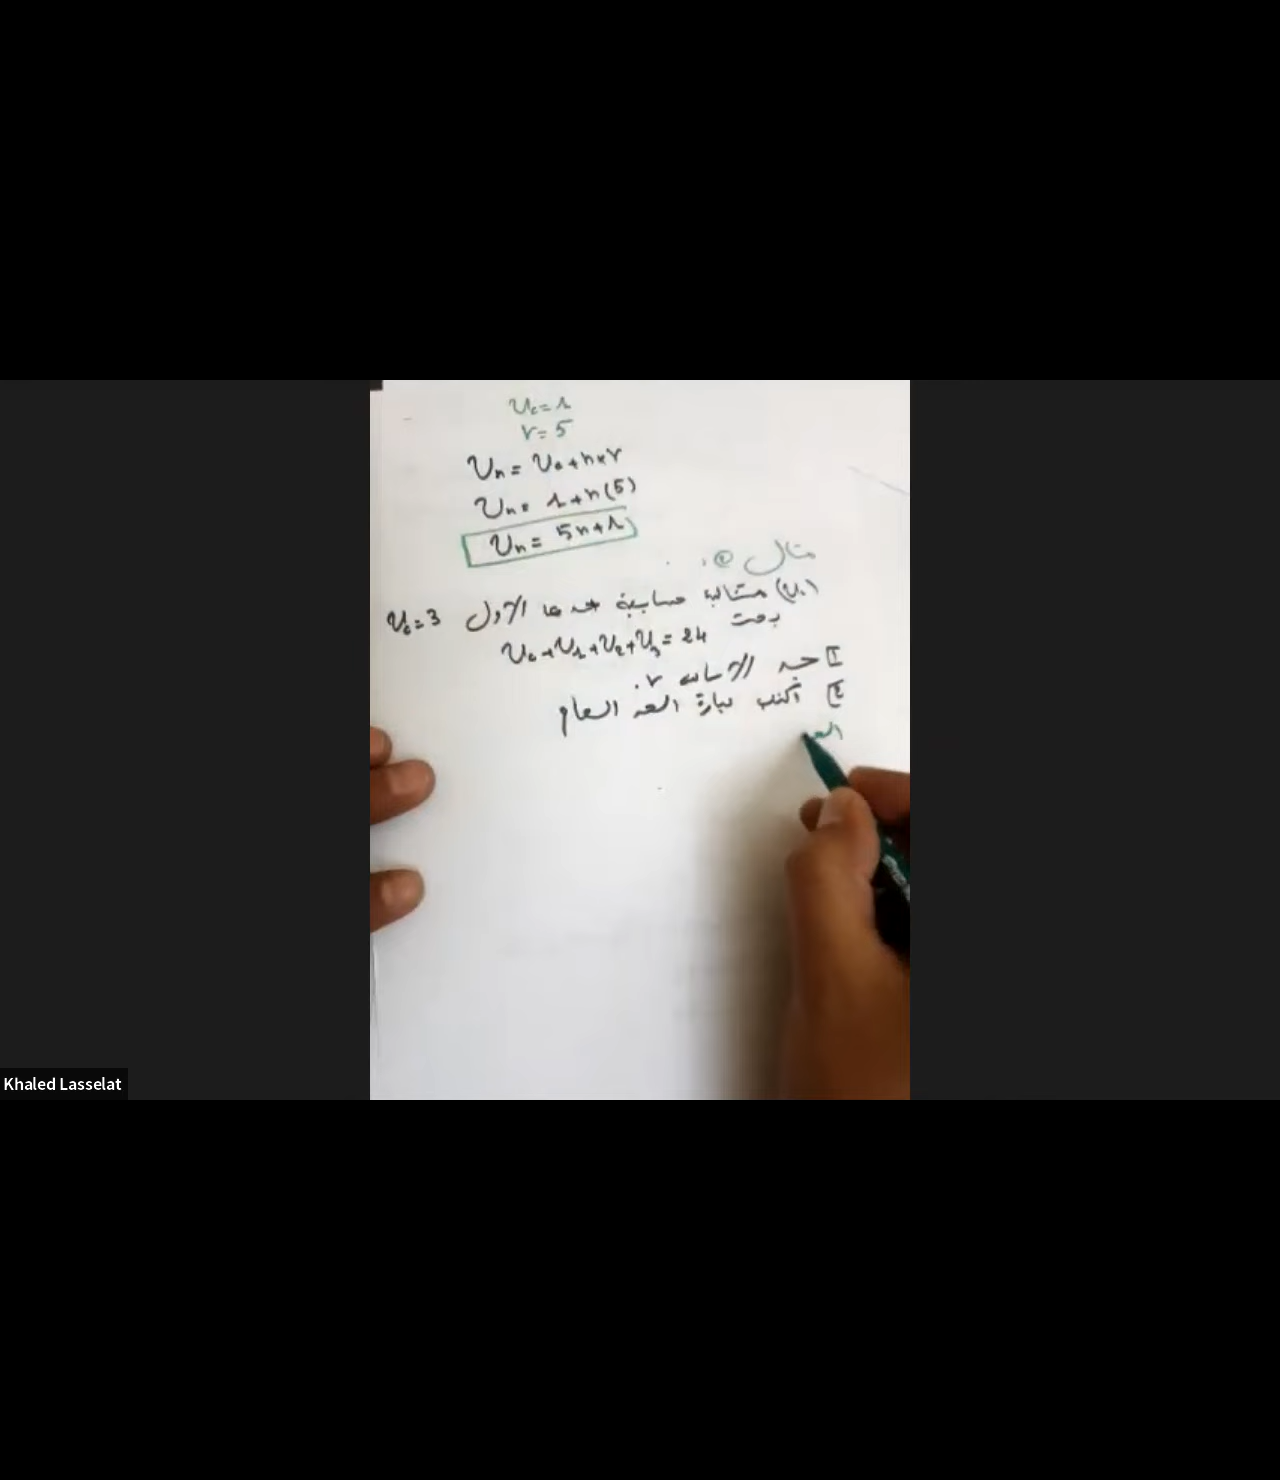 U₀ = 1
r = 5
Uₙ = U₀ + n×r
Uₙ = 1 + n(5)
Uₙ = 5n + 1
مثال ②:
(Uₙ) متتالية حسابية حدها الأول U₀ = 3
بحيث U₀ + U₁ + U₂ + U₃ = 24
1] جد الأساس r.
2] أكتب عبارة الحد العام
الحـ
Khaled Lasselat